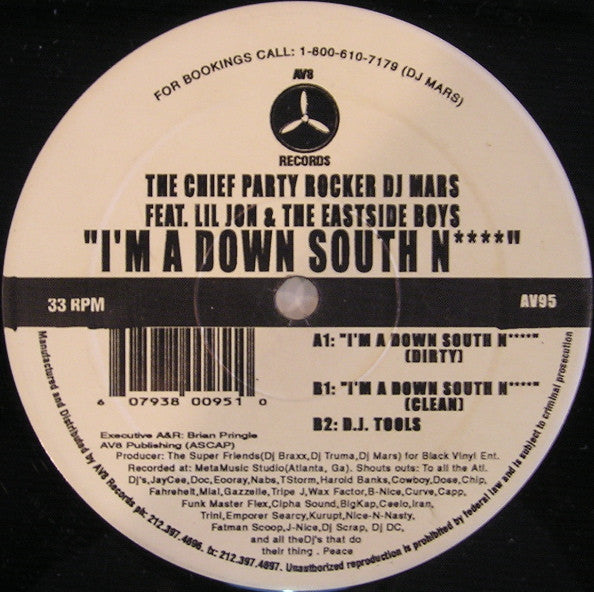 FOR BOOKINGS CALL: 1-800-610-7179 (DJ MARS)
AV8
RECORDS
THE CHIEF PARTY ROCKER DJ MARS
FEAT. LIL JON & THE EASTSIDE BOYS
"I'M A DOWN SOUTH N****"
33 RPM
AV95
A1: "I'M A DOWN SOUTH N****"
(DIRTY)
B1: "I'M A DOWN SOUTH N****"
(CLEAN)
B2: D.J. TOOLS
6 07938 00951 0
Executive A&R: Brian Pringle
AV8 Publishing (ASCAP)
Producer: The Super Friends(Dj Braxx,Dj Truma,Dj Mars) for Black Vinyl Ent.
Recorded at: MetaMusic Studio(Atlanta, Ga). Shouts outs: To all the Atl.
Dj's,JayCee,Doc,Eooray,Nabs,TStorm,Harold Banks,Cowboy,Dose,Chip,
Fahreheit,Mial,Gazzelle,Tripe J,Wax Factor,B-Nice,Curve,Capp,
Funk Master Flex,Cipha Sound,BigKap,Ceelo,Iran,
Trini,Emporer Searcy,Kurupt,Nice-N-Nasty,
Fatman Scoop,J-Nice,Dj Scrap, Dj DC,
and all theDj's that do
their thing . Peace
Manufactured and Distributed by AV8 Records ph: 212.397.4096. fx: 212.397.4097. Unauthorized reproduction is prohibited by federal law and is subject to criminal prosecution